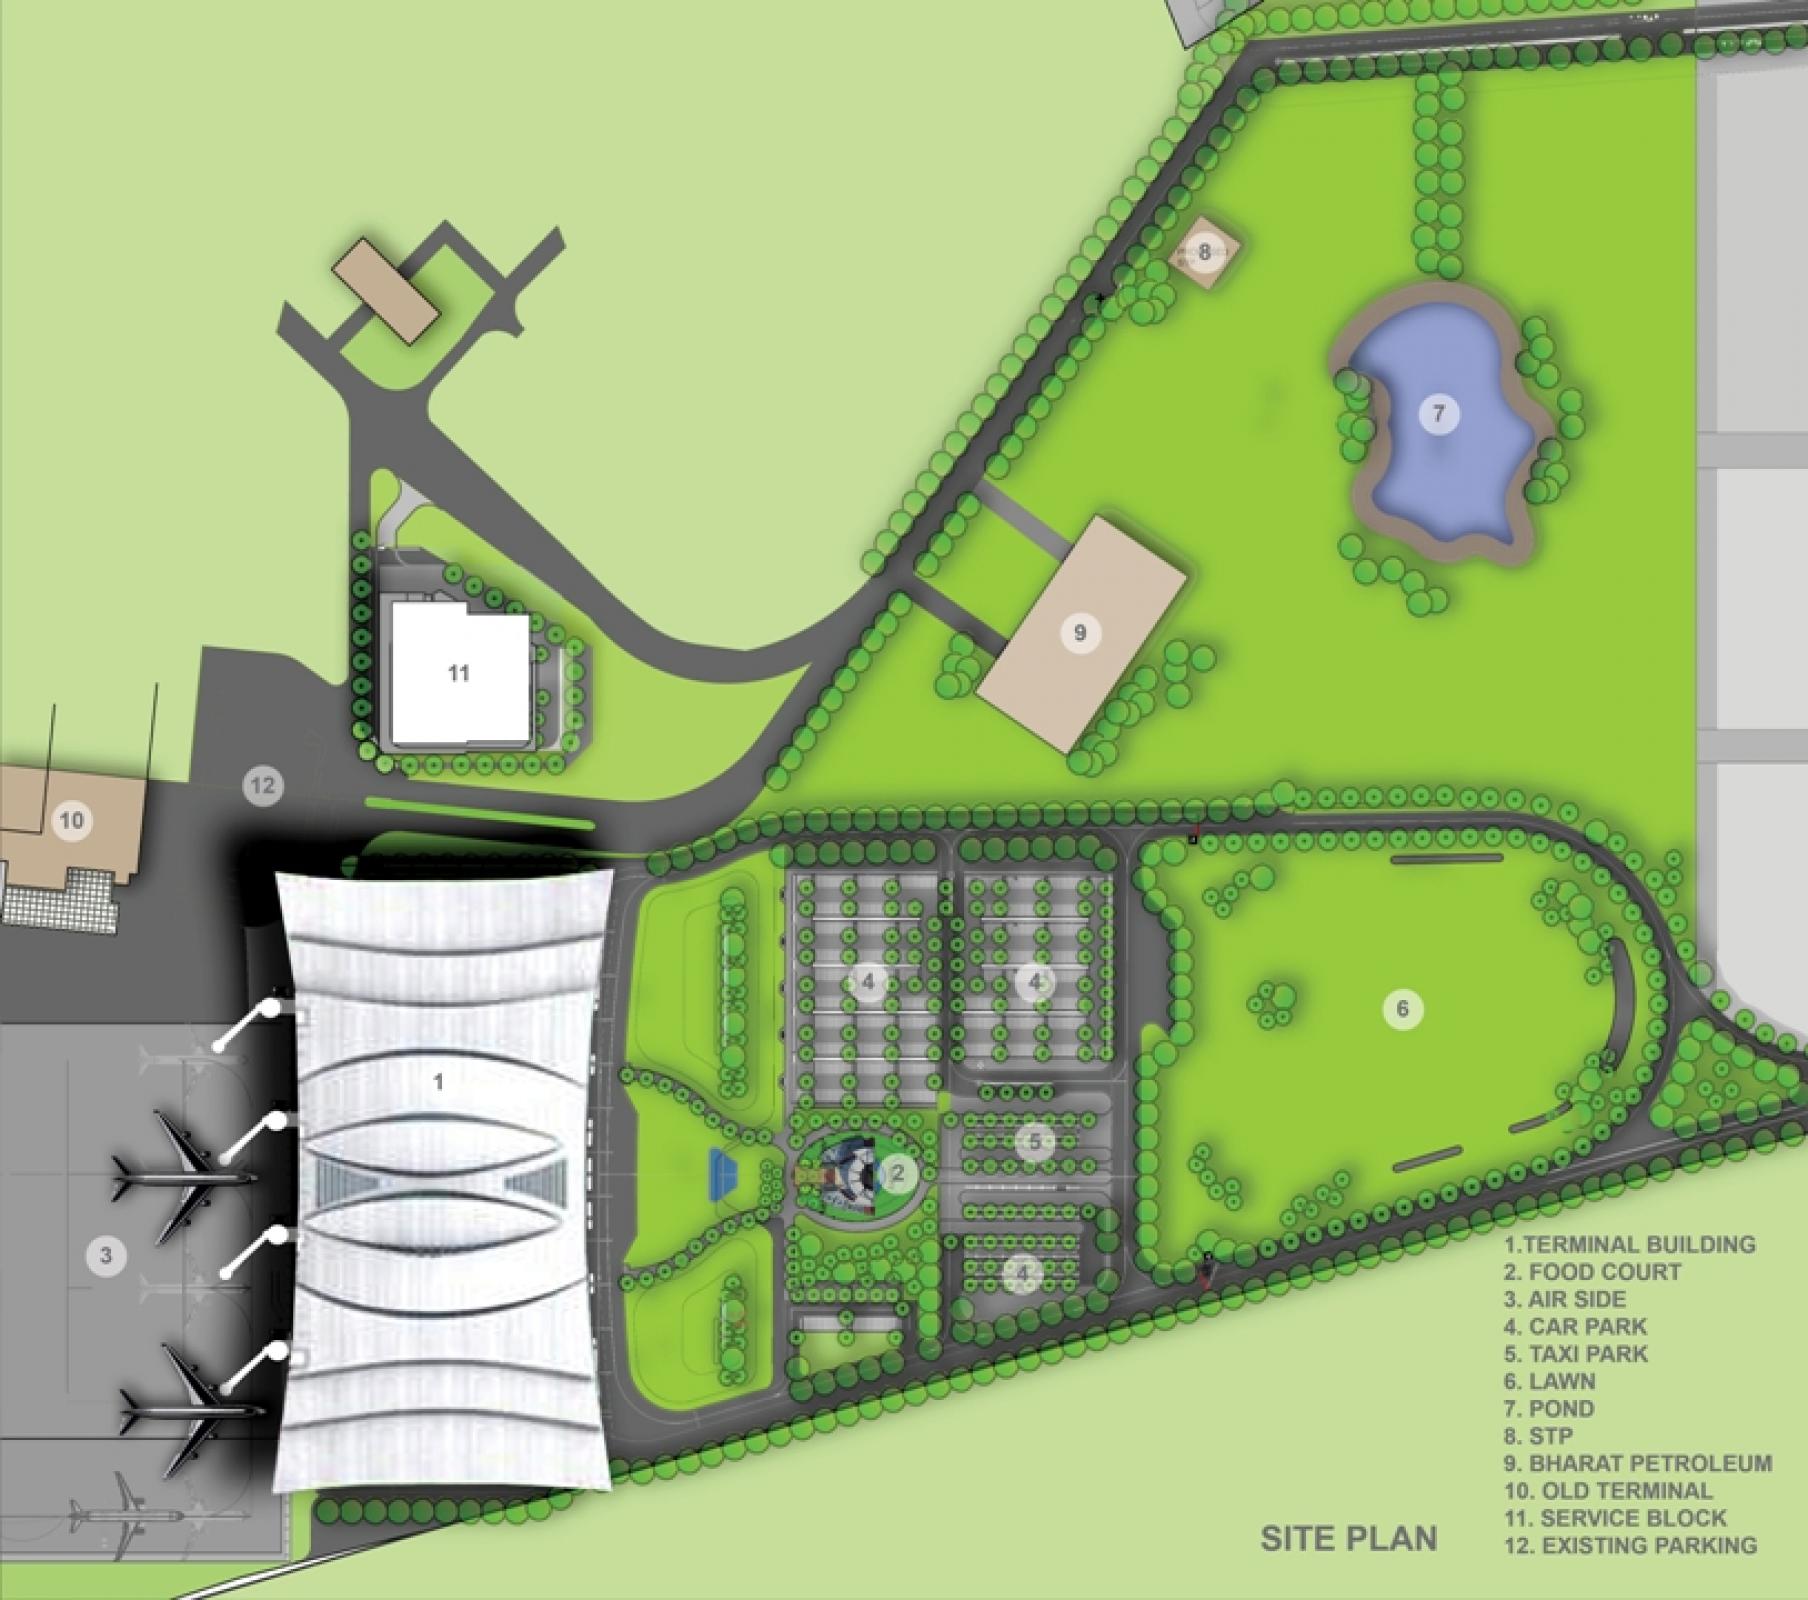 8
7
9
11
12
10
4
4
6
1
5
2
3
4
1.TERMINAL BUILDING
2. FOOD COURT
3. AIR SIDE
4. CAR PARK
5. TAXI PARK
6. LAWN
7. POND
8. STP
9. BHARAT PETROLEUM
10. OLD TERMINAL
11. SERVICE BLOCK
12. EXISTING PARKING
SITE PLAN